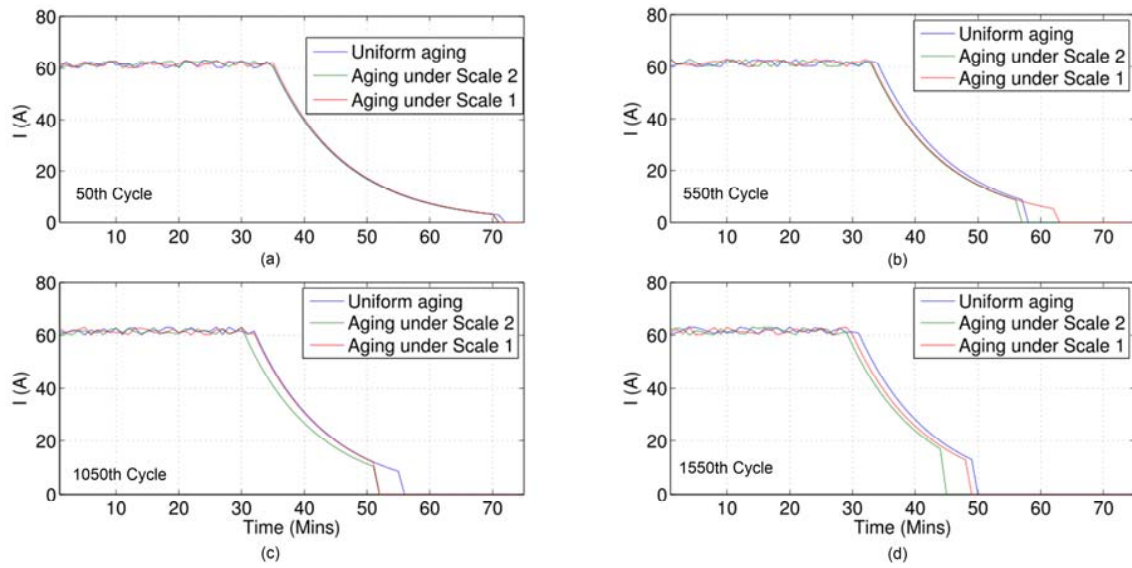 80
60
40
20
0
I (A)
Uniform aging
Aging under Scale 2
Aging under Scale 1
50th Cycle
10 20 30 40 50 60 70
(a)
80
60
40
20
0
I (A)
Uniform aging
Aging under Scale 2
Aging under Scale 1
550th Cycle
10 20 30 40 50 60 70
(b)
80
60
40
20
0
I (A)
Uniform aging
Aging under Scale 2
Aging under Scale 1
1050th Cycle
10 20 30 40 50 60 70
Time (Mins)
(c)
80
60
40
20
0
I (A)
Uniform aging
Aging under Scale 2
Aging under Scale 1
1550th Cycle
10 20 30 40 50 60 70
Time (Mins)
(d)